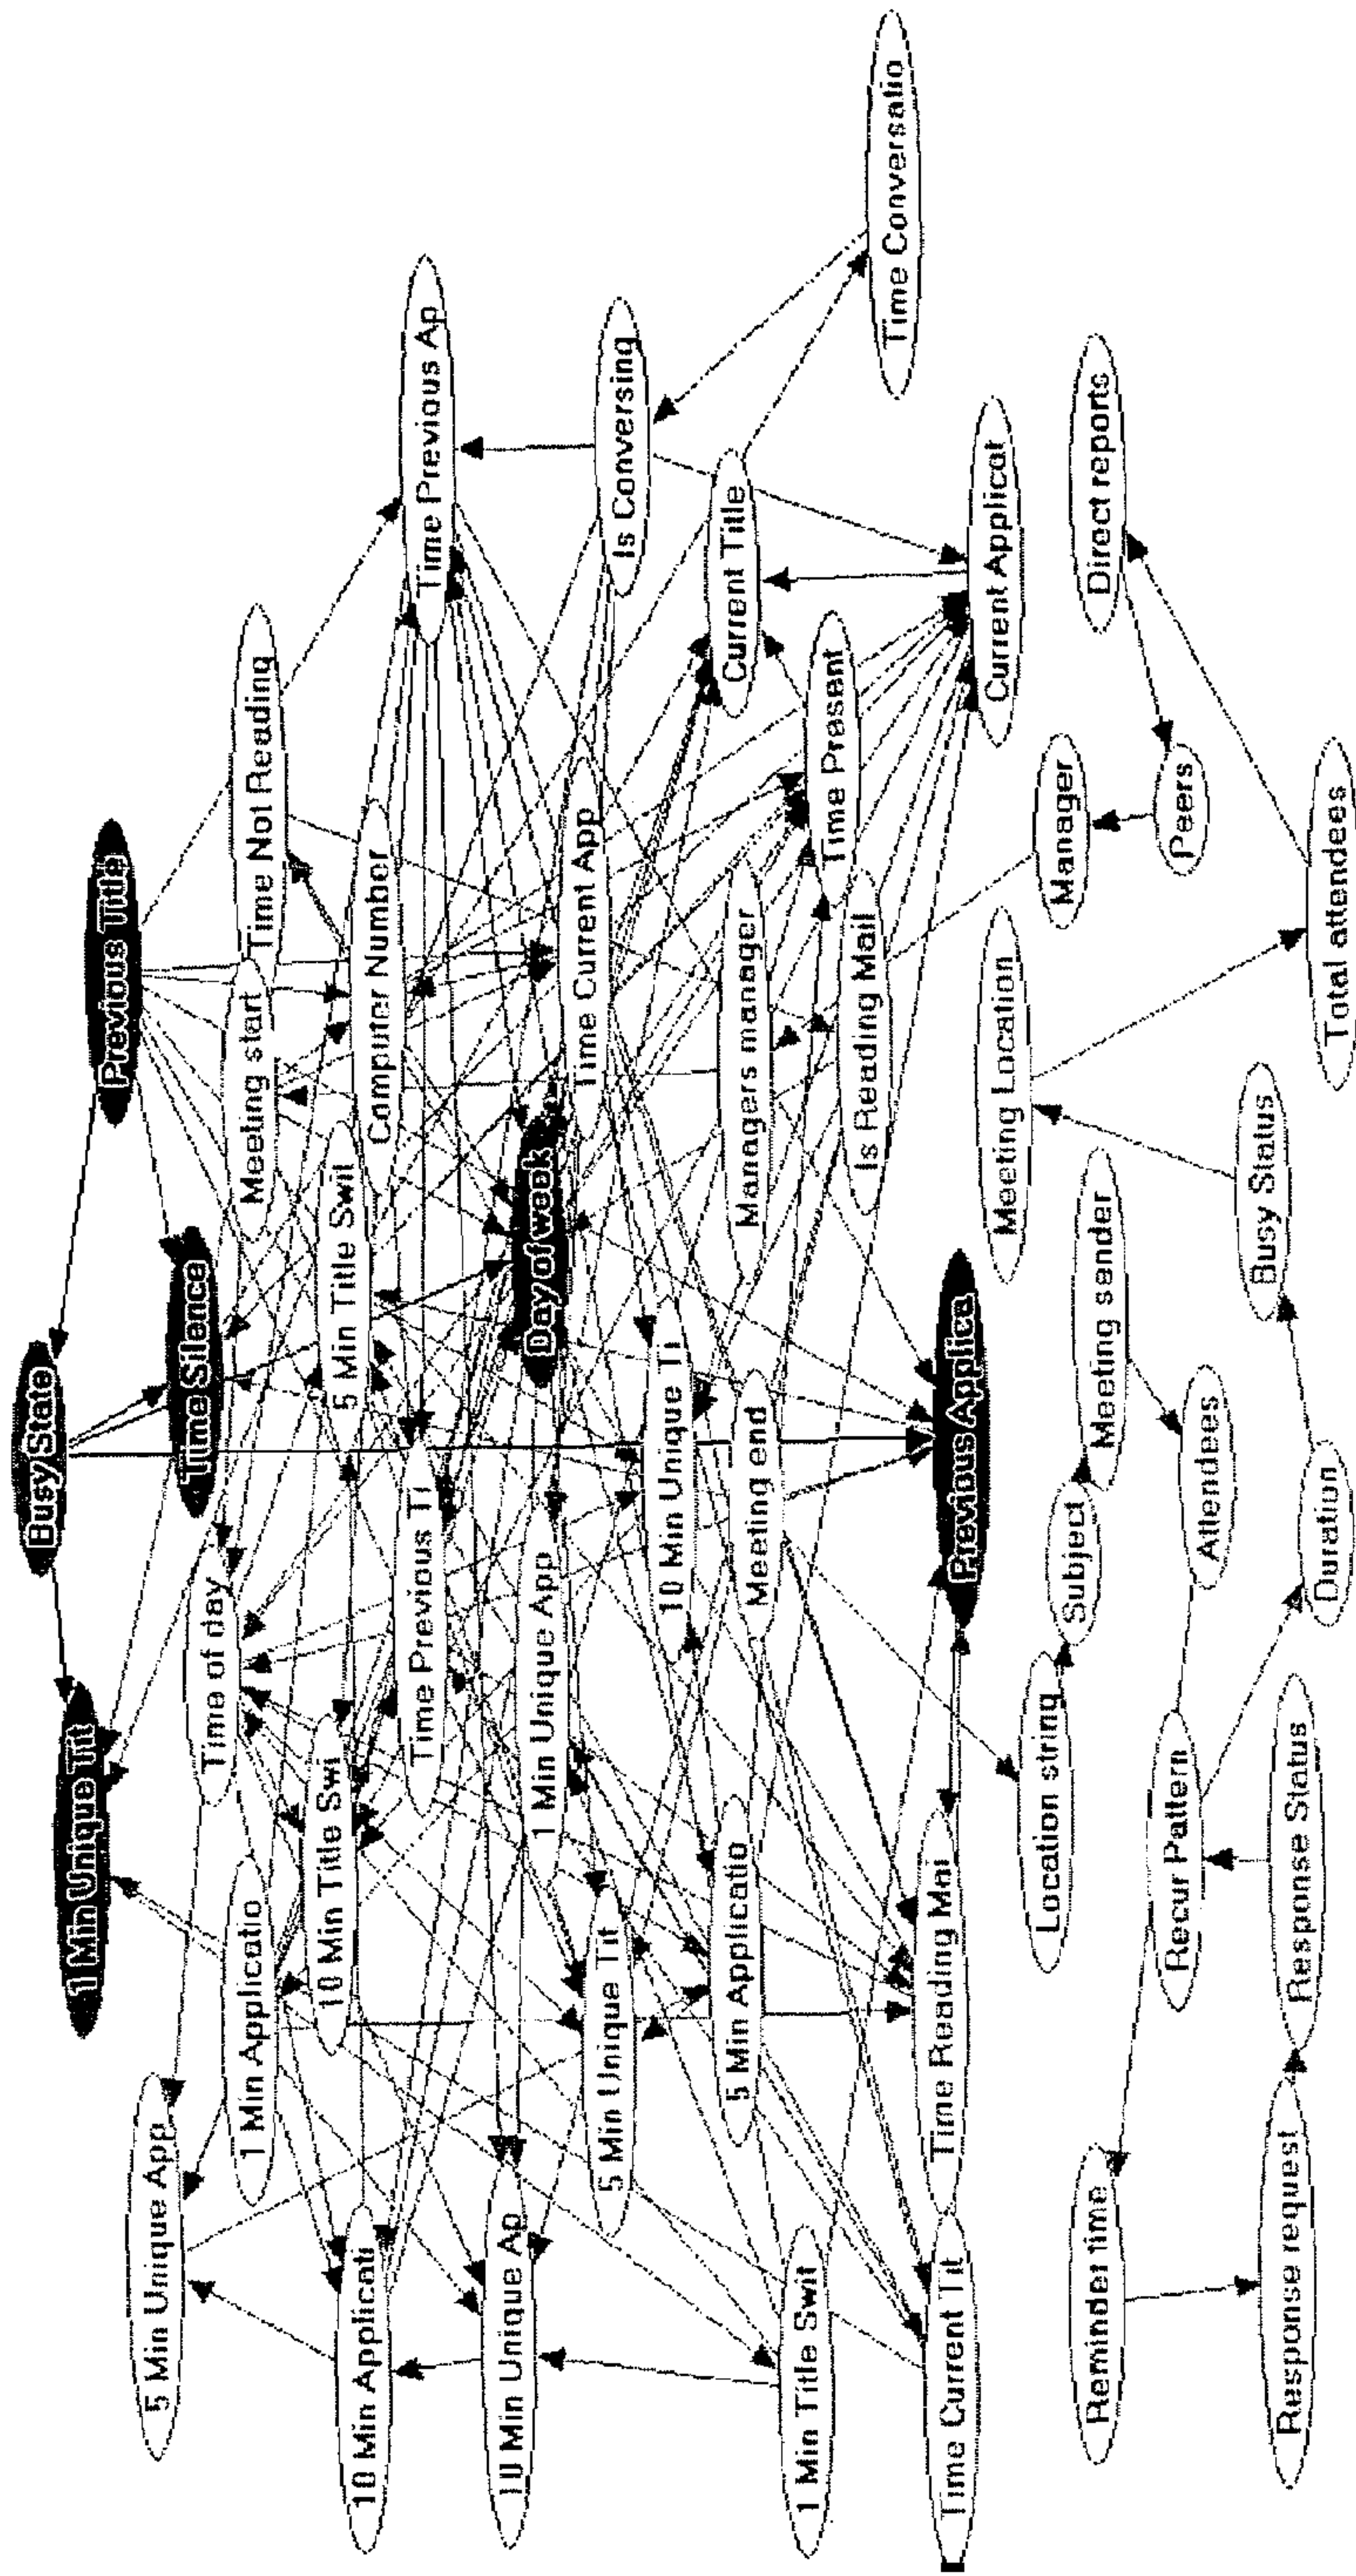 Busy State
1 Min Unique Tit
Previous Title
5 Min Unique App
Time Silence
Time of day
1 Min Applicatio
Meeting start
Time Not Reading
10 Min Title Swi
5 Min Title Swit
Computer Number
10 Min Applicati
Time Previous Ti
Time Previous Ap
10 Min Unique Ap
1 Min Unique App
Day of week
Time Current App
Is Conversing
5 Min Unique Tit
10 Min Unique Ti
5 Min Applicatio
Meeting end
Managers manager
Current Title
1 Min Title Swit
Is Reading Mail
Time Present
Time Conversatio
Time Current Tit
Time Reading Mai
Previous Applica
Current Applicat
Location string
Subject
Meeting Location
Manager
Reminder time
Meeting sender
Direct reports
Recur Pattern
Attendees
Peers
Response request
Response Status
Duration
Busy Status
Total attendees